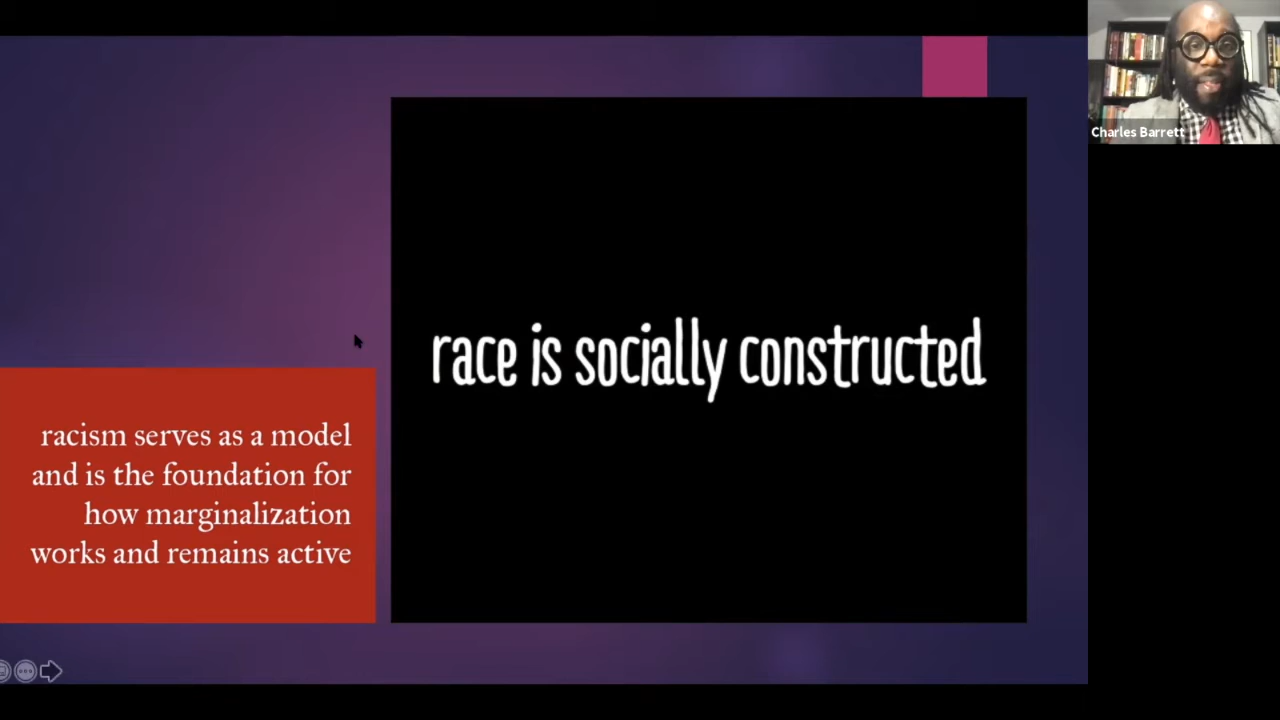 race is socially constructed
racism serves as a model
and is the foundation for
how marginalization
works and remains active
Charles Barrett